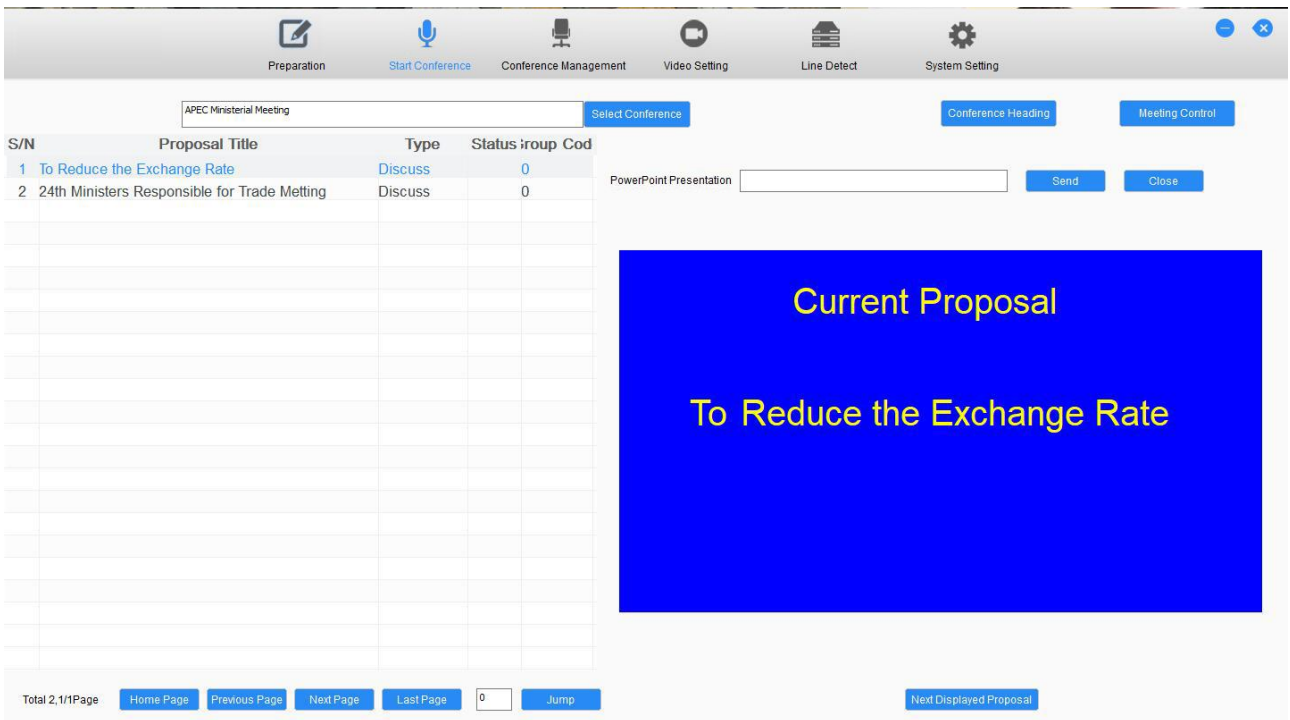 Preparation Start Conference Conference Management Video Setting Line Detect System Setting
APEC Ministerial Meeting Select Conference Conference Heading Meeting Control
S/N Proposal Title Type Status roup Cod
1 To Reduce the Exchange Rate Discuss 0
2 24th Ministers Responsible for Trade Metting Discuss 0
PowerPoint Presentation Send Close
Current Proposal
To Reduce the Exchange Rate
Total 2,1/1Page Home Page Previous Page Next Page Last Page 0 Jump Next Displayed Proposal